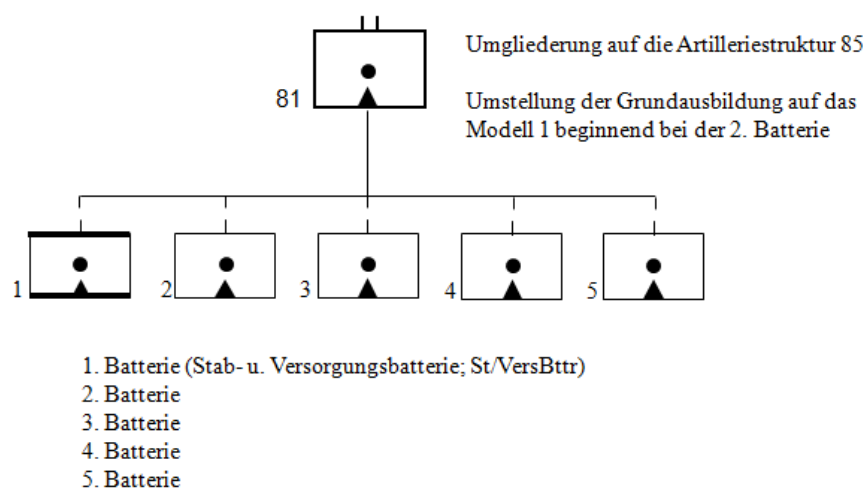 Umgliederung auf die Artilleriestruktur 85
81
Umstellung der Grundausbildung auf das
Modell 1 beginnend bei der 2. Batterie
1
2
3
4
5
1. Batterie (Stab- u. Versorgungsbatterie; St/VersBttr)
2. Batterie
3. Batterie
4. Batterie
5. Batterie